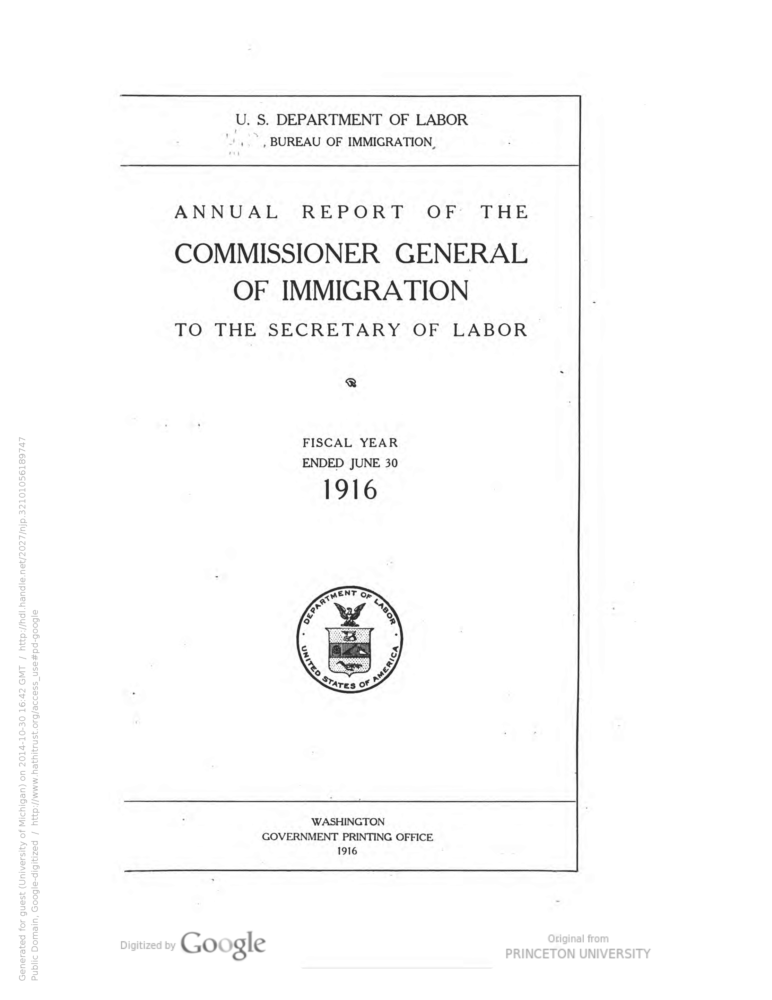 U. S. DEPARTMENT OF LABOR
BUREAU OF IMMIGRATION
ANNUAL REPORT OF THE
COMMISSIONER GENERAL
OF IMMIGRATION
TO THE SECRETARY OF LABOR
FISCAL YEAR
ENDED JUNE 30
1916
DEPARTMENT OF LABOR
UNITED STATES OF AMERICA
WASHINGTON
GOVERNMENT PRINTING OFFICE
1916
Digitized by Google
Original from
PRINCETON UNIVERSITY
Generated for guest (University of Michigan) on 2014-10-30 16:42 GMT / http://hdl.handle.net/2027/njp.32101056189747
Public Domain, Google-digitized / http://www.hathitrust.org/access_use#pd-google